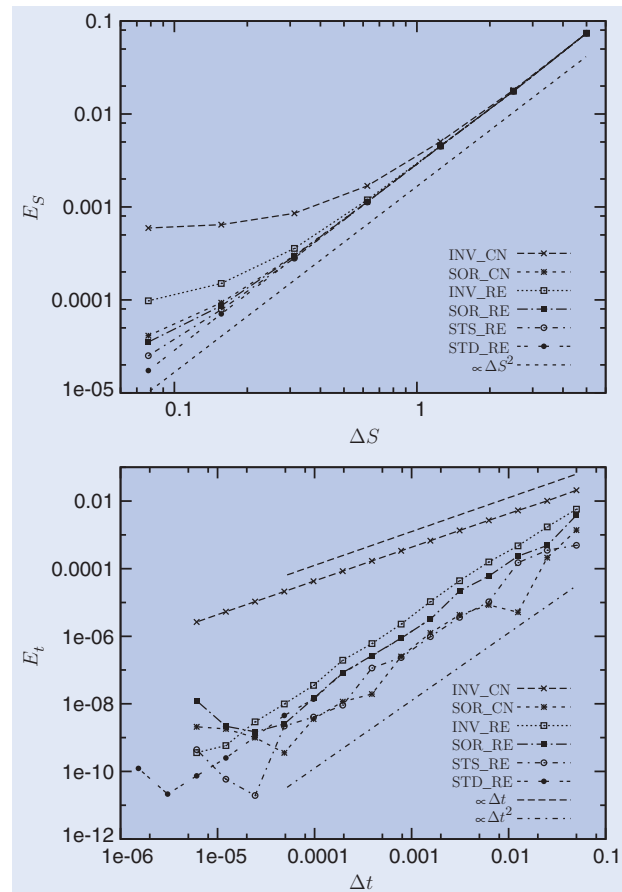 0.1
0.01
0.001
0.0001
1e-05
E_S
INV_CN
SOR_CN
INV_RE
SOR_RE
STS_RE
STD_RE
∝ΔS²
0.1
1
ΔS
0.01
0.0001
1e-06
1e-08
1e-10
1e-12
E_t
INV_CN
SOR_CN
INV_RE
SOR_RE
STS_RE
STD_RE
∝Δt
∝Δt²
1e-06
1e-05
0.0001
0.001
0.01
0.1
Δt